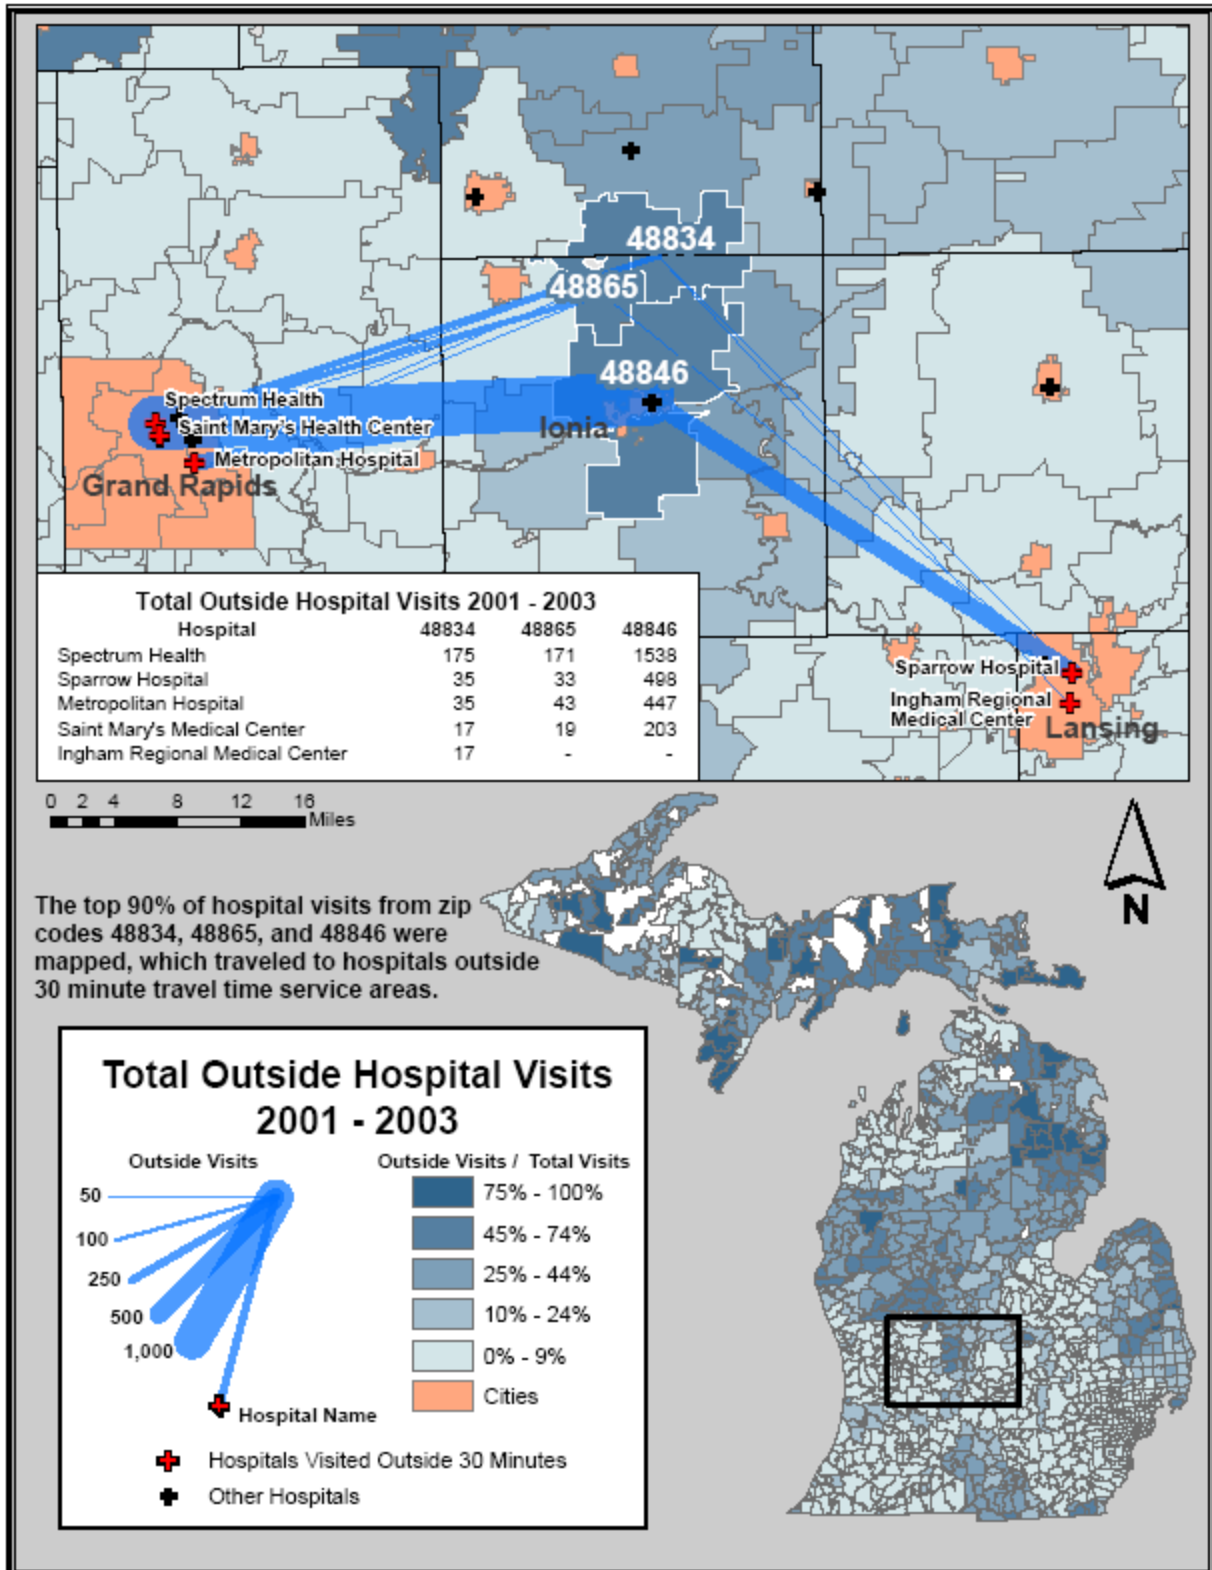 48834
48865
48846
Spectrum Health
Saint Mary's Health Center
Ionia
Metropolitan Hospital
Grand Rapids
Sparrow Hospital
Ingham Regional
Medical Center
Lansing
Total Outside Hospital Visits 2001 - 2003
Hospital 48834 48865 48846
Spectrum Health 175 171 1538
Sparrow Hospital 35 33 498
Metropolitan Hospital 35 43 447
Saint Mary's Medical Center 17 19 203
Ingham Regional Medical Center 17 - -
0 2 4 8 12 16
Miles
N
The top 90% of hospital visits from zip
codes 48834, 48865, and 48846 were
mapped, which traveled to hospitals outside
30 minute travel time service areas.
Total Outside Hospital Visits
2001 - 2003
Outside Visits
50
100
250
500
1,000
Hospital Name
Outside Visits / Total Visits
75% - 100%
45% - 74%
25% - 44%
10% - 24%
0% - 9%
Cities
Hospitals Visited Outside 30 Minutes
Other Hospitals